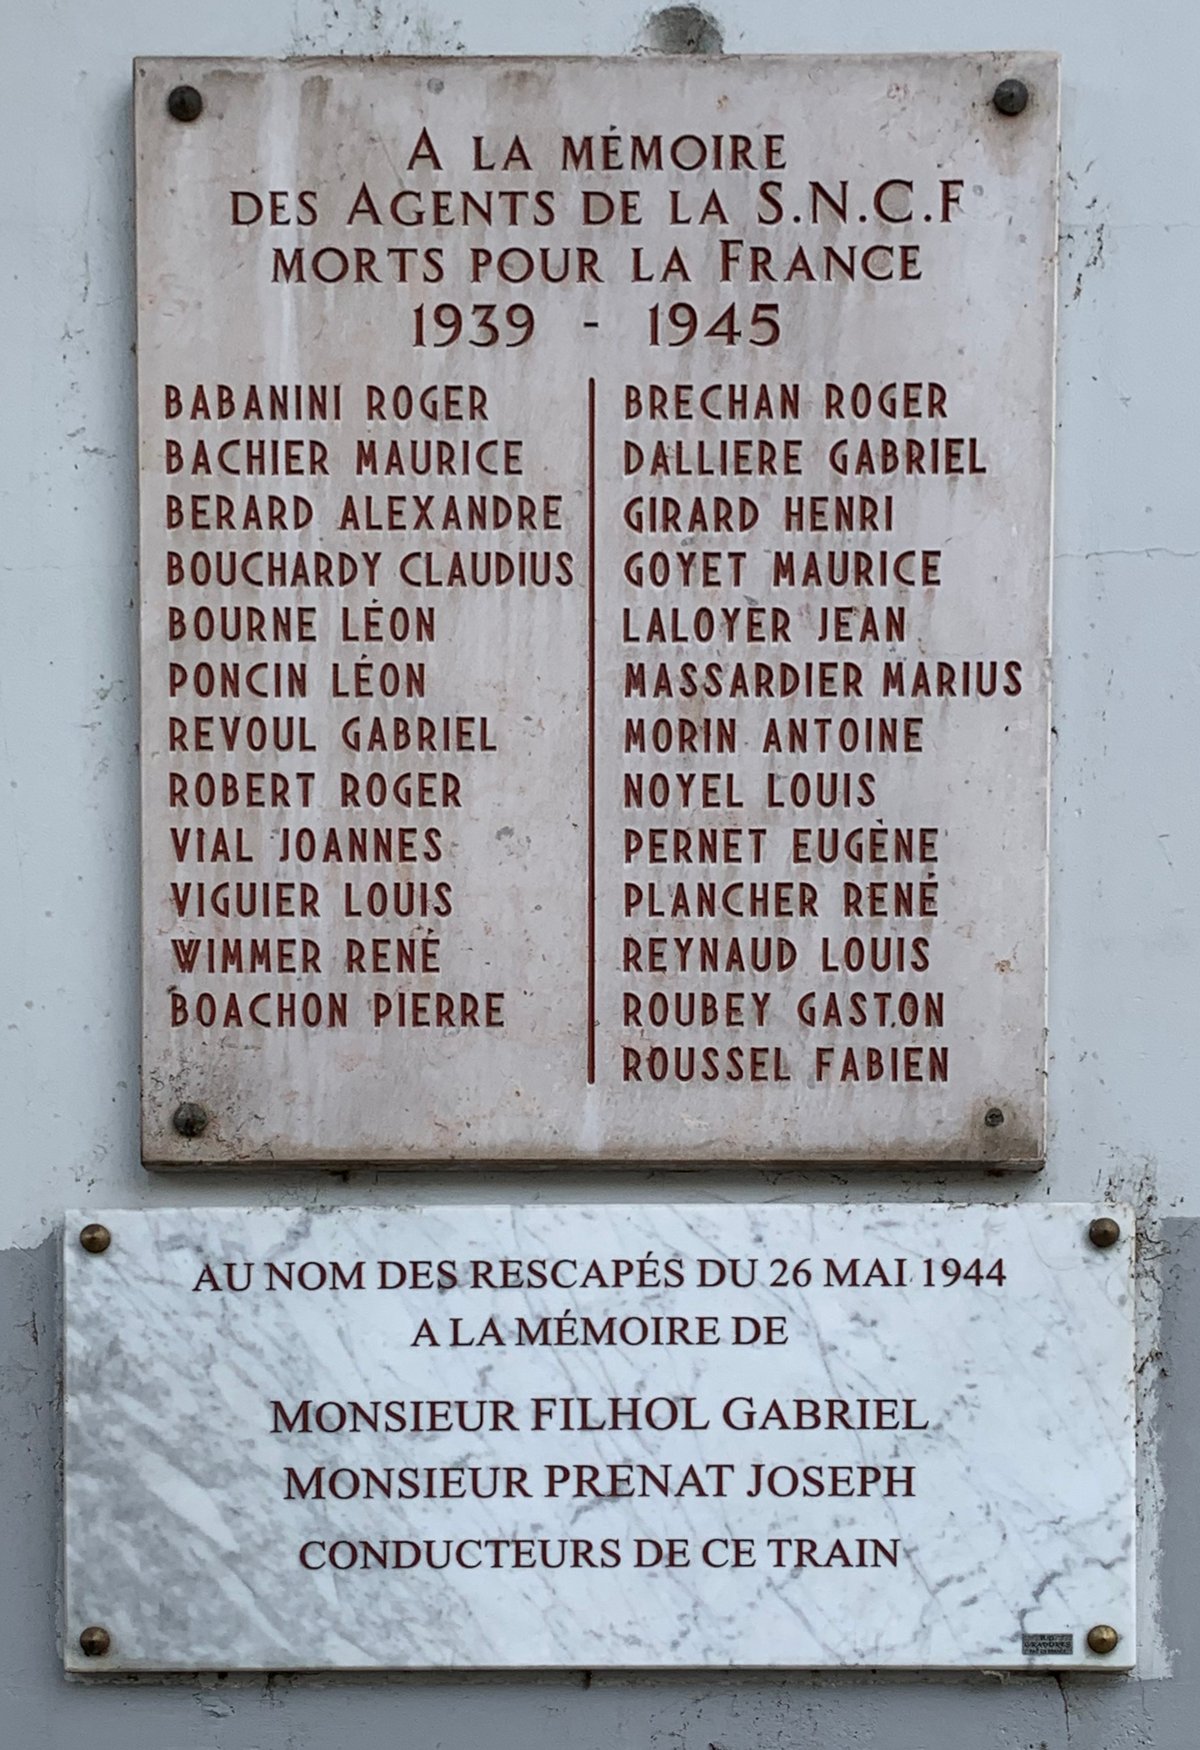 A LA MÉMOIRE
DES AGENTS DE LA S.N.C.F
MORTS POUR LA FRANCE
1939 - 1945
BABANINI ROGER
BACHIER MAURICE
BERARD ALEXANDRE
BOUCHARDY CLAUDIUS
BOURNE LÉON
PONCIN LÉON
REVOUL GABRIEL
ROBERT ROGER
VIAL JOANNES
VIGUIER LOUIS
WIMMER RENÉ
BOACHON PIERRE
BRECHAN ROGER
DALLIERE GABRIEL
GIRARD HENRI
GOYET MAURICE
LALOYER JEAN
MASSARDIER MARIUS
MORIN ANTOINE
NOYEL LOUIS
PERNET EUGÈNE
PLANCHER RENÉ
REYNAUD LOUIS
ROUBEY GASTON
ROUSSEL FABIEN
AU NOM DES RESCAPÉS DU 26 MAI 1944
A LA MÉMOIRE DE
MONSIEUR FILHOL GABRIEL
MONSIEUR PRENAT JOSEPH
CONDUCTEURS DE CE TRAIN